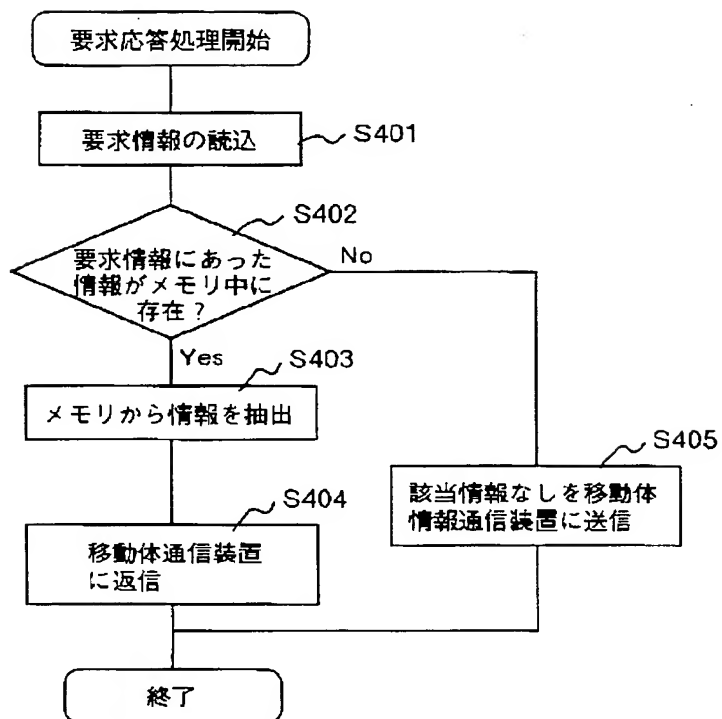 要求応答処理開始
要求情報の読込
S401
S402
要求情報にあった
情報がメモリ中に
存在?
No
Yes
S403
メモリから情報を抽出
S405
該当情報なしを移動体
情報通信装置に送信
S404
移動体通信装置
に返信
終了